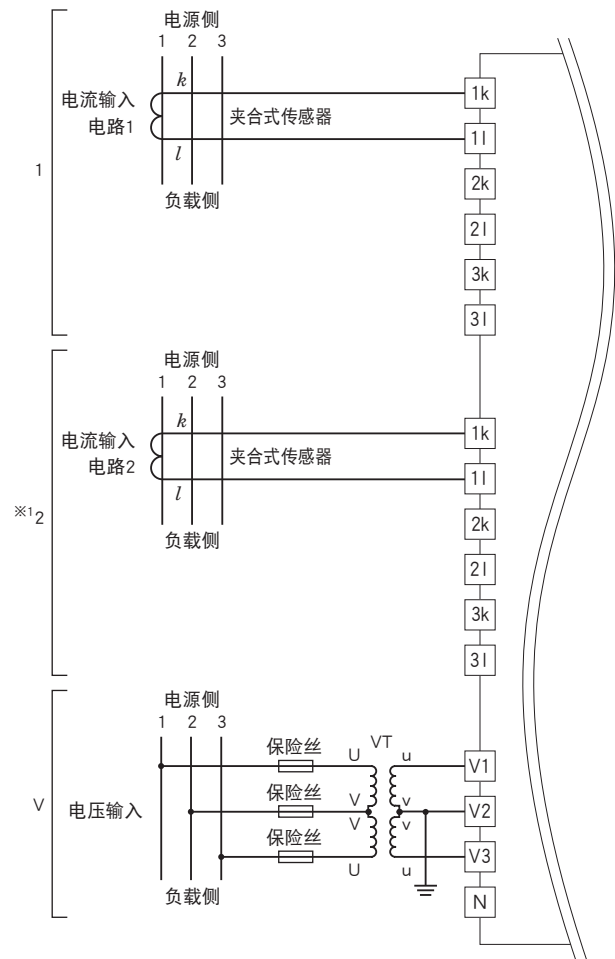 电源侧
1 2 3
k
电流输入
电路1
夹合式传感器
l
负载侧
1
1k
1l
2k
2l
3k
3l
电源侧
1 2 3
k
电流输入
电路2
夹合式传感器
l
负载侧
※1 2
1k
1l
2k
2l
3k
3l
电源侧
1 2 3
保险丝 U VT u V1
保险丝 V v V2
V 电压输入
保险丝 V v
U u V3
负载侧
N